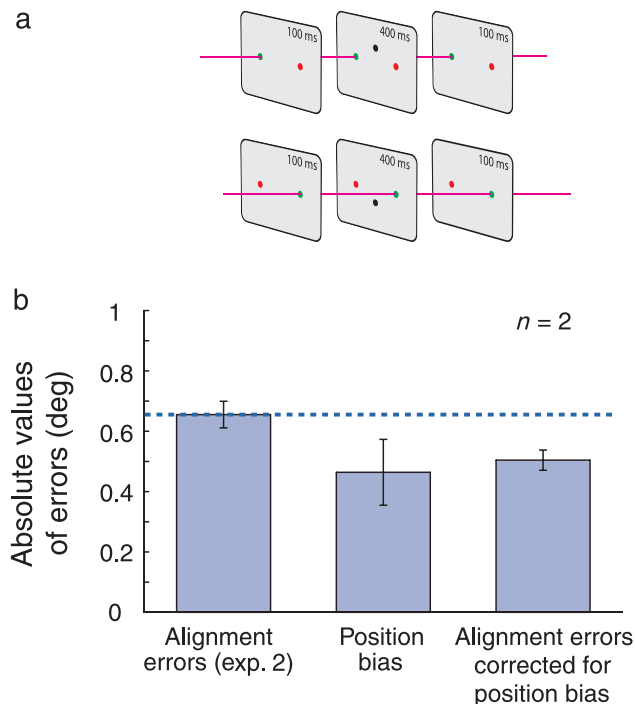 a
100 ms
400 ms
100 ms
100 ms
400 ms
100 ms
b
n = 2
Absolute values
of errors (deg)
1
0.8
0.6
0.4
0.2
0
Alignment
errors (exp. 2)
Position
bias
Alignment errors
corrected for
position bias